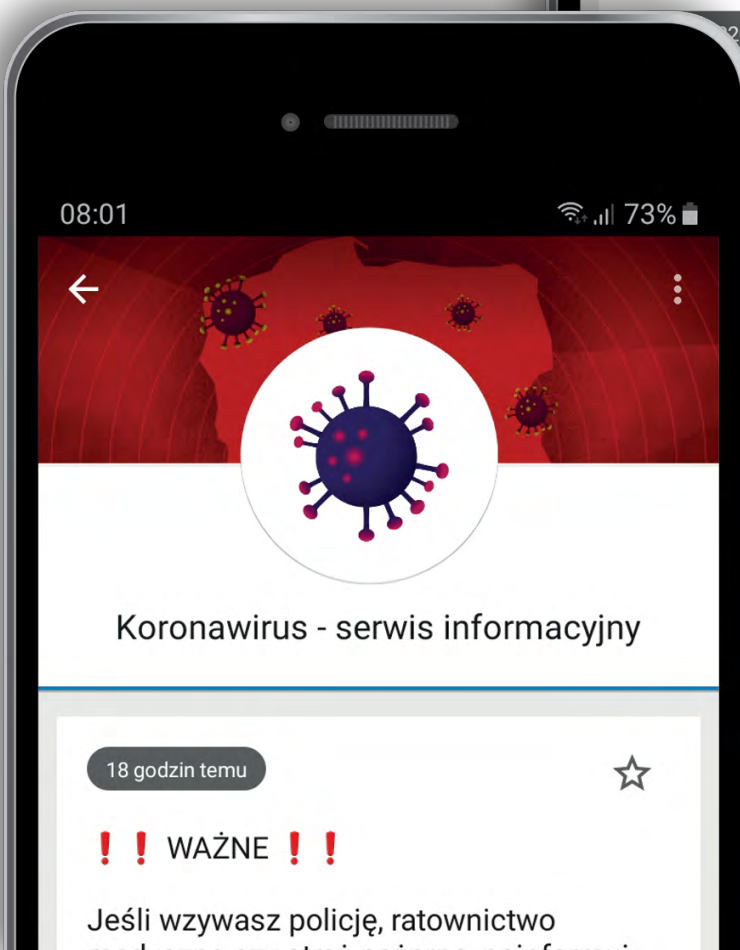 08:01
73%
Koronawirus - serwis informacyjny
18 godzin temu
❗❗ WAŻNE ❗❗
Jeśli wzywasz policję, ratownictwo